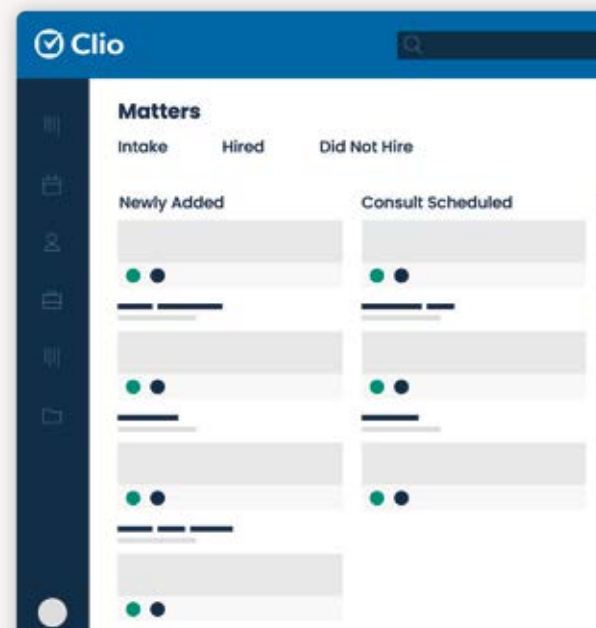 Clio
Matters
Intake Hired Did Not Hire
Newly Added Consult Scheduled